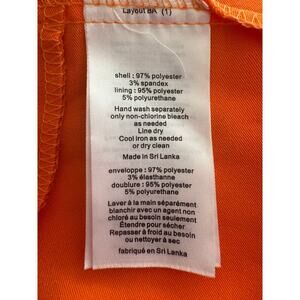 Layout BA (1)
shell : 97% polyester
3% spandex
lining : 95% polyester
5% polyurethane
Hand wash separately
only non-chlorine bleach
as needed
Line dry
Cool iron as needed
or dry clean
Made in Sri Lanka
enveloppe : 97% polyester
3% élasthanne
doublure : 95% polyester
5% polyuréthane
Laver à la main séparément
blanchir avec un agent non
chloré au besoin seulement
Étendre pour sécher
Repasser à froid au besoin
ou nettoyer à sec
fabriqué en Sri Lanka